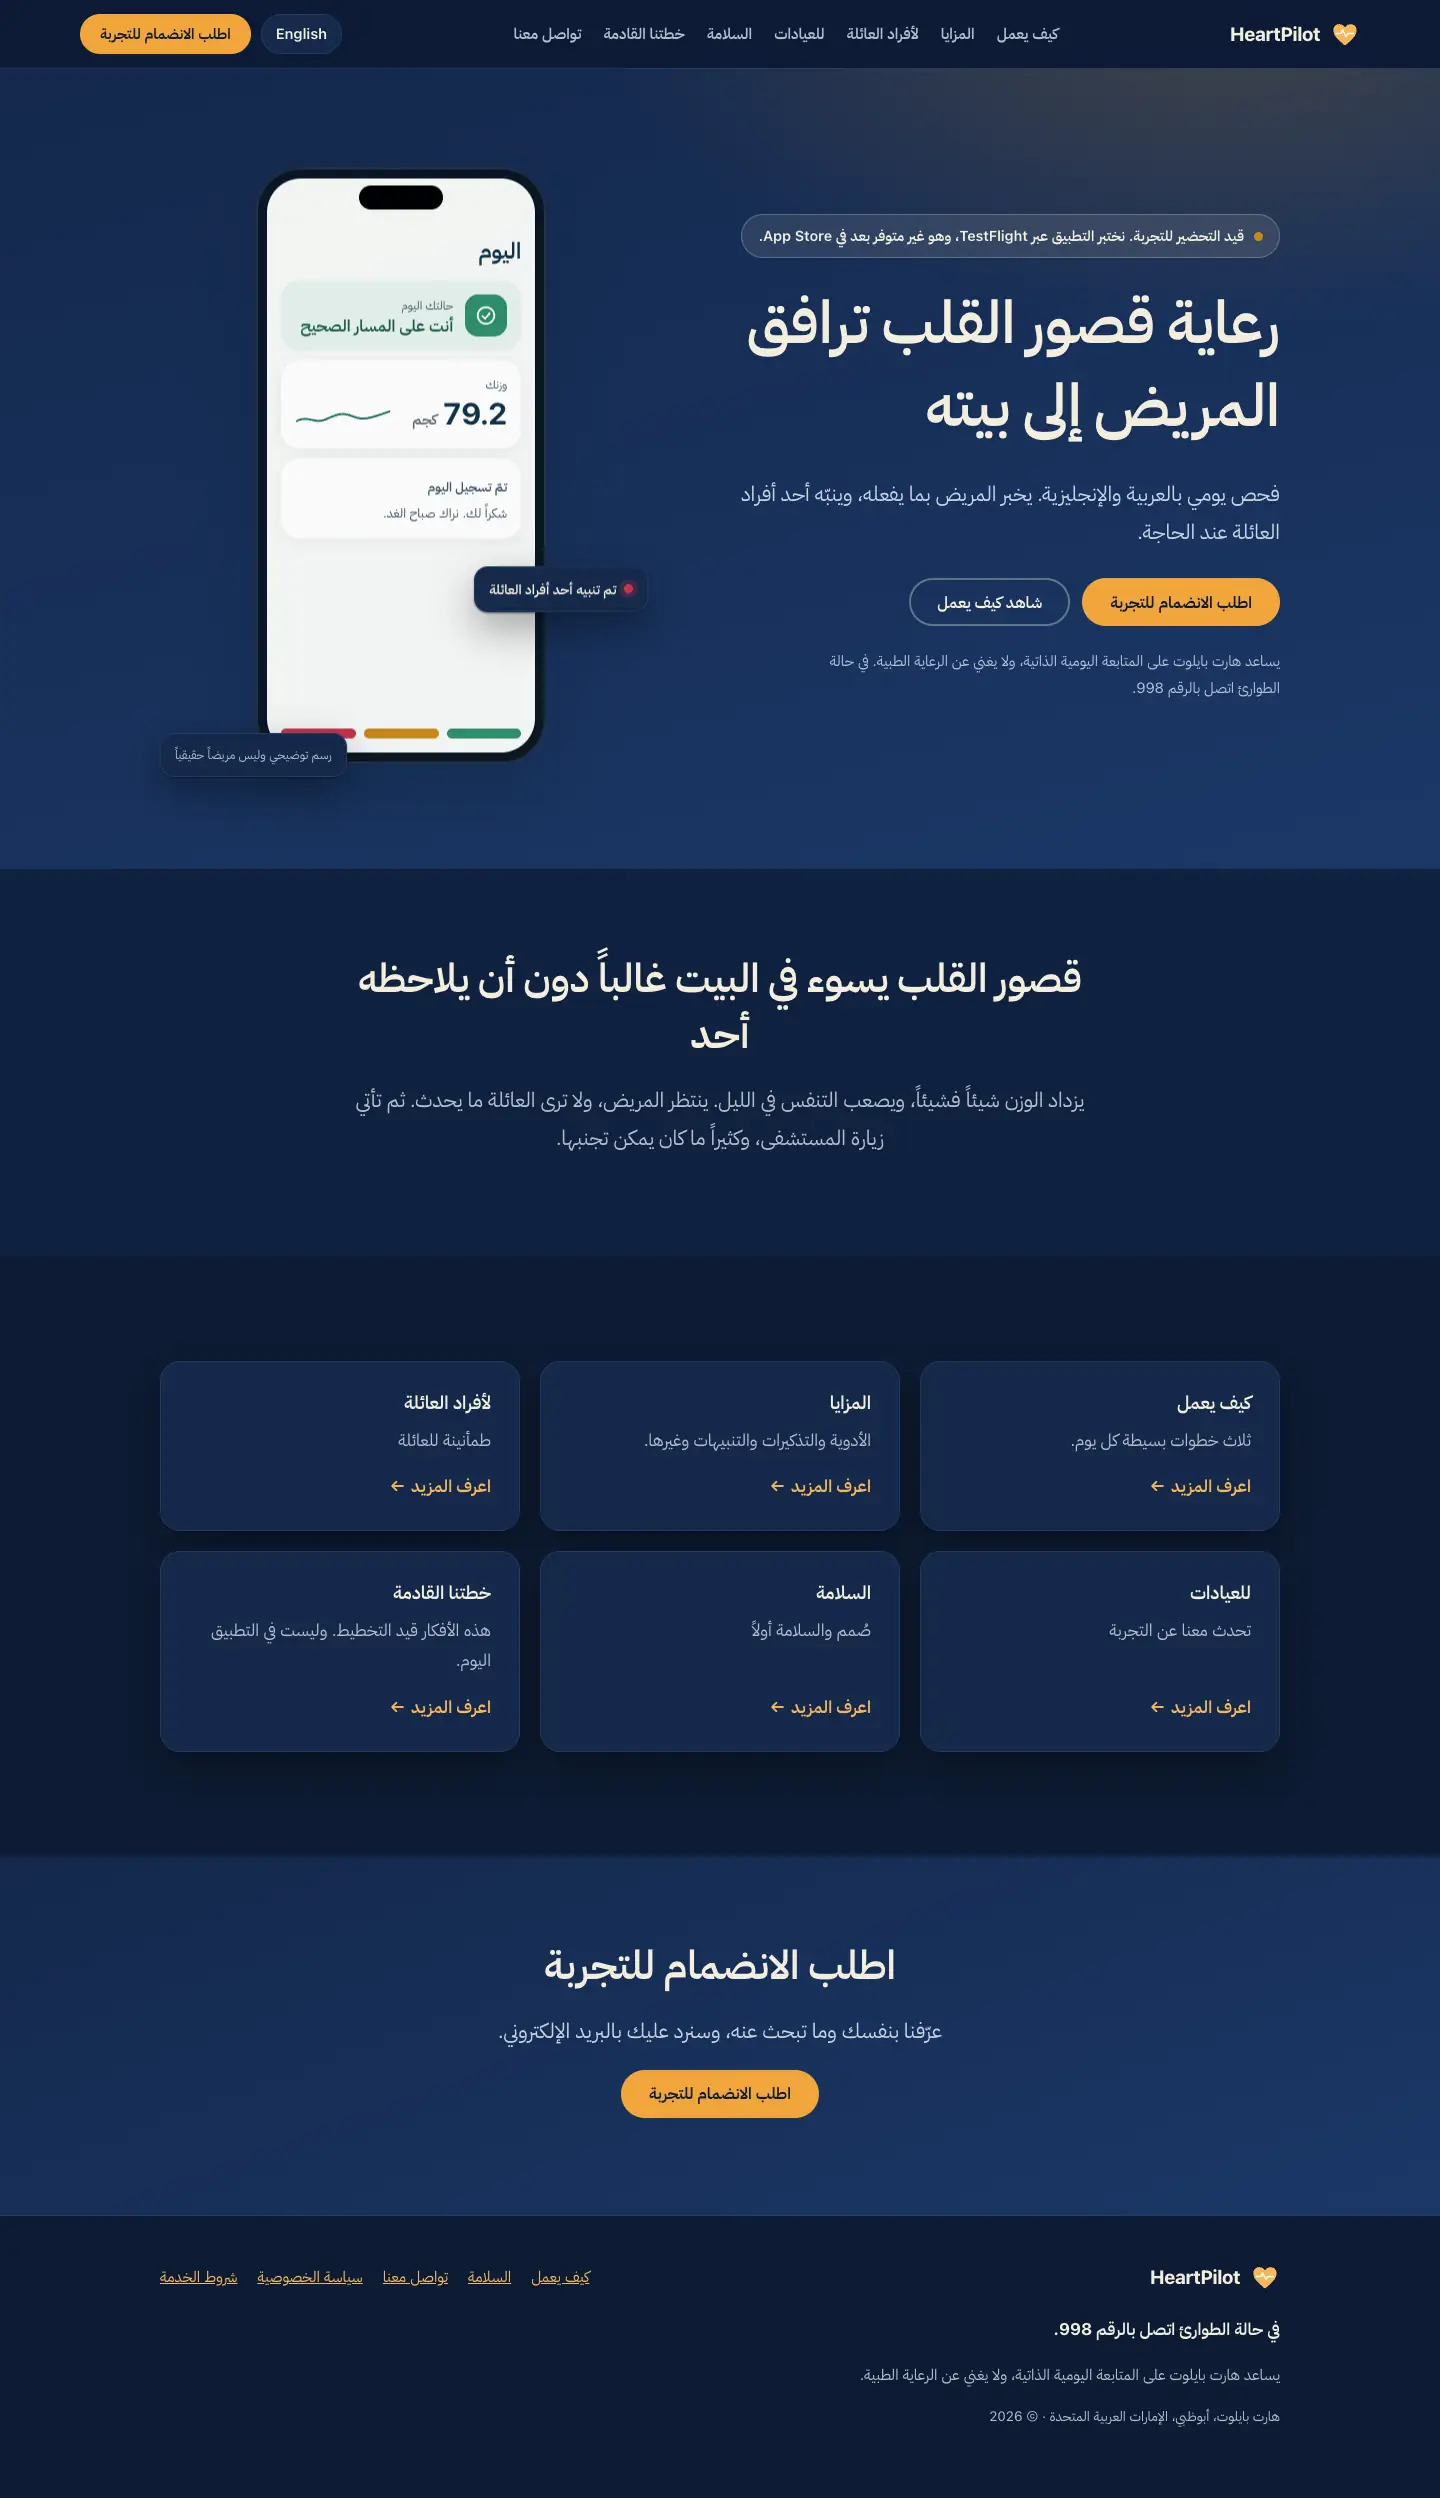 HeartPilot
كيف يعمل
المزايا
لأفراد العائلة
للعيادات
السلامة
خطتنا القادمة
تواصل معنا
English
اطلب الانضمام للتجربة
قيد التحضير للتجربة. نختبر التطبيق عبر TestFlight، وهو غير متوفر بعد في App Store.
رعاية قصور القلب ترافق
المريض إلى بيته
فحص يومي بالعربية والإنجليزية. يخبر المريض بما يفعله، وينبّه أحد أفراد
العائلة عند الحاجة.
اطلب الانضمام للتجربة
شاهد كيف يعمل
يساعد هارت بايلوت على المتابعة اليومية الذاتية، ولا يغني عن الرعاية الطبية. في حالة
الطوارئ اتصل بالرقم 998.
اليوم
حالتك اليوم
أنت على المسار الصحيح
وزنك
79.2 كجم
تمّ تسجيل اليوم
شكراً لك. نراك صباح الغد.
تم تنبيه أحد أفراد العائلة
رسم توضيحي وليس مريضاً حقيقياً
قصور القلب يسوء في البيت غالباً دون أن يلاحظه
أحد
يزداد الوزن شيئاً فشيئاً، ويصعب التنفس في الليل. ينتظر المريض، ولا ترى العائلة ما يحدث. ثم تأتي
زيارة المستشفى، وكثيراً ما كان يمكن تجنبها.
كيف يعمل
ثلاث خطوات بسيطة كل يوم.
اعرف المزيد ←
المزايا
الأدوية والتذكيرات والتنبيهات وغيرها.
اعرف المزيد ←
لأفراد العائلة
طمأنينة للعائلة
اعرف المزيد ←
للعيادات
تحدث معنا عن التجربة
اعرف المزيد ←
السلامة
صُمم والسلامة أولاً
اعرف المزيد ←
خطتنا القادمة
هذه الأفكار قيد التخطيط. وليست في التطبيق
اليوم.
اعرف المزيد ←
اطلب الانضمام للتجربة
عرّفنا بنفسك وما تبحث عنه، وسنرد عليك بالبريد الإلكتروني.
اطلب الانضمام للتجربة
HeartPilot
كيف يعمل
السلامة
تواصل معنا
سياسة الخصوصية
شروط الخدمة
في حالة الطوارئ اتصل بالرقم 998.
يساعد هارت بايلوت على المتابعة اليومية الذاتية، ولا يغني عن الرعاية الطبية.
هارت بايلوت، أبوظبي، الإمارات العربية المتحدة · © 2026